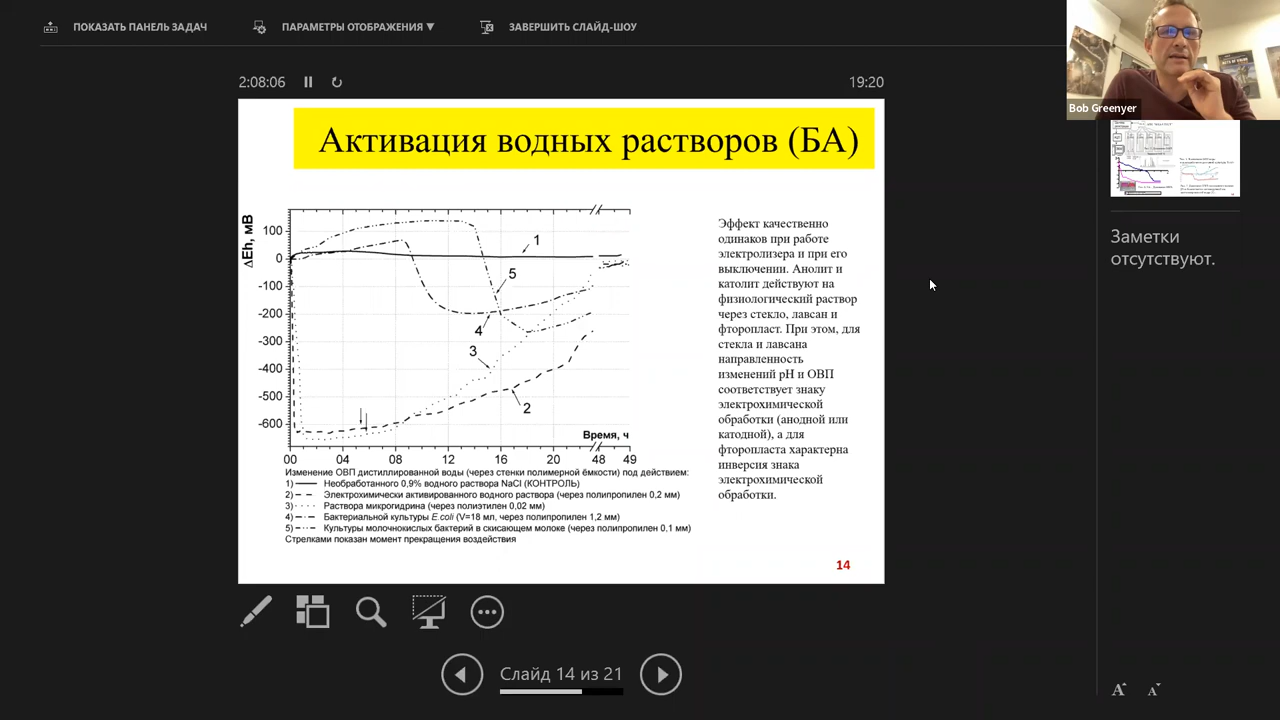 ПОКАЗАТЬ ПАНЕЛЬ ЗАДАЧ
ПАРАМЕТРЫ ОТОБРАЖЕНИЯ ▼
ЗАВЕРШИТЬ СЛАЙД-ШОУ
2:08:06
19:20
Bob Greenyer
Активация водных растворов (БА)
ΔEh, мВ
100
0
-100
-200
-300
-400
-500
-600
1
5
4
3
2
Время, ч
00 04 08 12 16 20 48 49
Изменение ОВП дистиллированной воды (через стенки полимерной ёмкости) под действием:
1) Необработанного 0,9% водного раствора NaCl (КОНТРОЛЬ)
2) Электрохимически активированного водного раствора (через полипропилен 0,2 мм)
3) Раствора микрогидрина (через полиэтилен 0,02 мм)
4) Бактериальной культуры E.coli (V=18 мл, через полипропилен 1,2 мм)
5) Культуры молочнокислых бактерий в скисающем молоке (через полипропилен 0,1 мм)
Стрелками показан момент прекращения воздействия
Эффект качественно
одинаков при работе
электролизера и при его
выключении. Анолит и
католит действуют на
физиологический раствор
через стекло, лавсан и
фторопласт. При этом, для
стекла и лавсана
направленность
изменений pH и ОВП
соответствует знаку
электрохимической
обработки (анодной или
катодной), а для
фторопласта характерна
инверсия знака
электрохимической
обработки.
14
Заметки
отсутствуют.
Слайд 14 из 21
A A